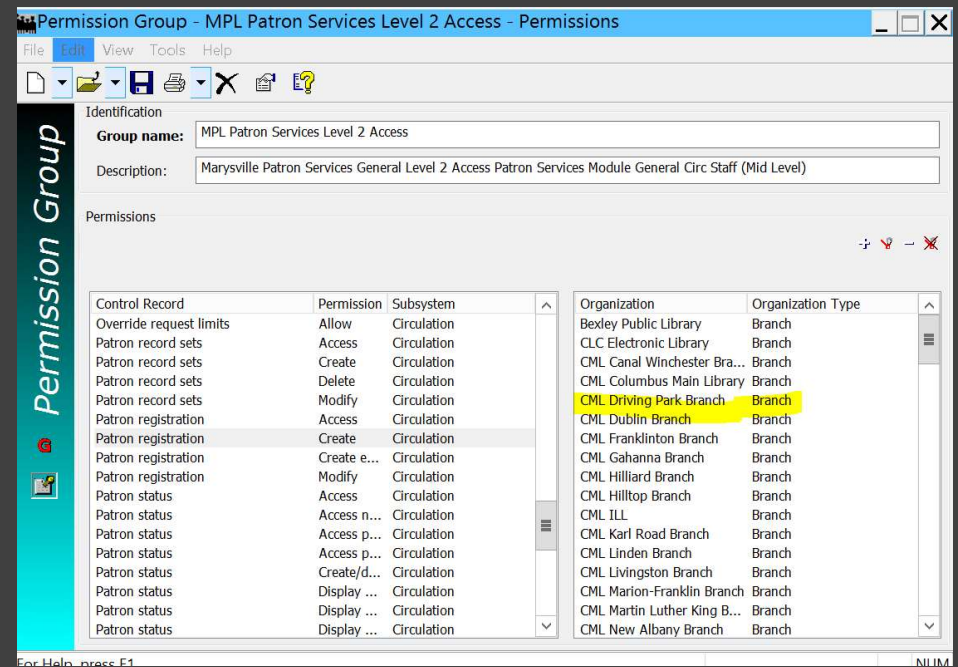 Permission Group - MPL Patron Services Level 2 Access - Permissions
File Edit View Tools Help
Permission Group
G
Identification
Group name: MPL Patron Services Level 2 Access
Description: Marysville Patron Services General Level 2 Access Patron Services Module General Circ Staff (Mid Level)
Permissions
Control Record Permission Subsystem
Override request limits Allow Circulation
Patron record sets Access Circulation
Patron record sets Create Circulation
Patron record sets Delete Circulation
Patron record sets Modify Circulation
Patron registration Access Circulation
Patron registration Create Circulation
Patron registration Create e... Circulation
Patron registration Modify Circulation
Patron status Access Circulation
Patron status Access n... Circulation
Patron status Access p... Circulation
Patron status Access p... Circulation
Patron status Create/d... Circulation
Patron status Display ... Circulation
Patron status Display ... Circulation
Patron status Display ... Circulation
Organization Organization Type
Bexley Public Library Branch
CLC Electronic Library Branch
CML Canal Winchester Bra... Branch
CML Columbus Main Library Branch
CML Driving Park Branch Branch
CML Dublin Branch Branch
CML Franklinton Branch Branch
CML Gahanna Branch Branch
CML Hilliard Branch Branch
CML Hilltop Branch Branch
CML ILL Branch
CML Karl Road Branch Branch
CML Linden Branch Branch
CML Livingston Branch Branch
CML Marion-Franklin Branch Branch
CML Martin Luther King B... Branch
CML New Albany Branch Branch
For Help, press F1
NUM